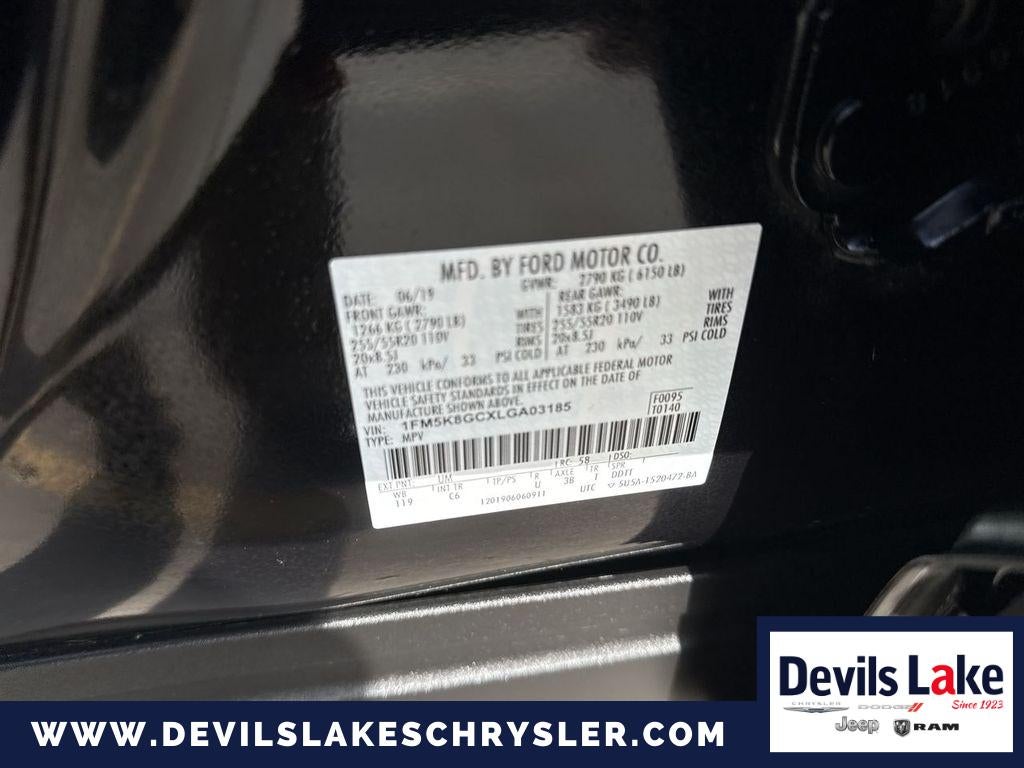 MFD. BY FORD MOTOR CO.
DATE: 06/19 GVWR: 2790 KG ( 6150 LB)
FRONT GAWR: REAR GAWR:
1266 KG ( 2790 LB) WITH 1583 KG ( 3490 LB) WITH
255/55R20 110V TIRES 255/55R20 110V TIRES
20x8.5J RIMS 20x8.5J RIMS
AT 230 kPa/ 33 PSI COLD AT 230 kPa/ 33 PSI COLD
THIS VEHICLE CONFORMS TO ALL APPLICABLE FEDERAL MOTOR
VEHICLE SAFETY STANDARDS IN EFFECT ON THE DATE OF
MANUFACTURE SHOWN ABOVE.
VIN: 1FM5K8GCXLGA03185 F0095
TYPE: MPV T0140
EXT PNT: UM RC: 58 DSO:
WB INT TR TP/PS R AXLE TR SPR
119 C6 U 3B T DDTT
1201906060911 UTC 5U5A-1520472-BA
Devils Lake
Since 1923
CHRYSLER DODGE
Jeep RAM
WWW.DEVILSLAKESCHRYSLER.COM